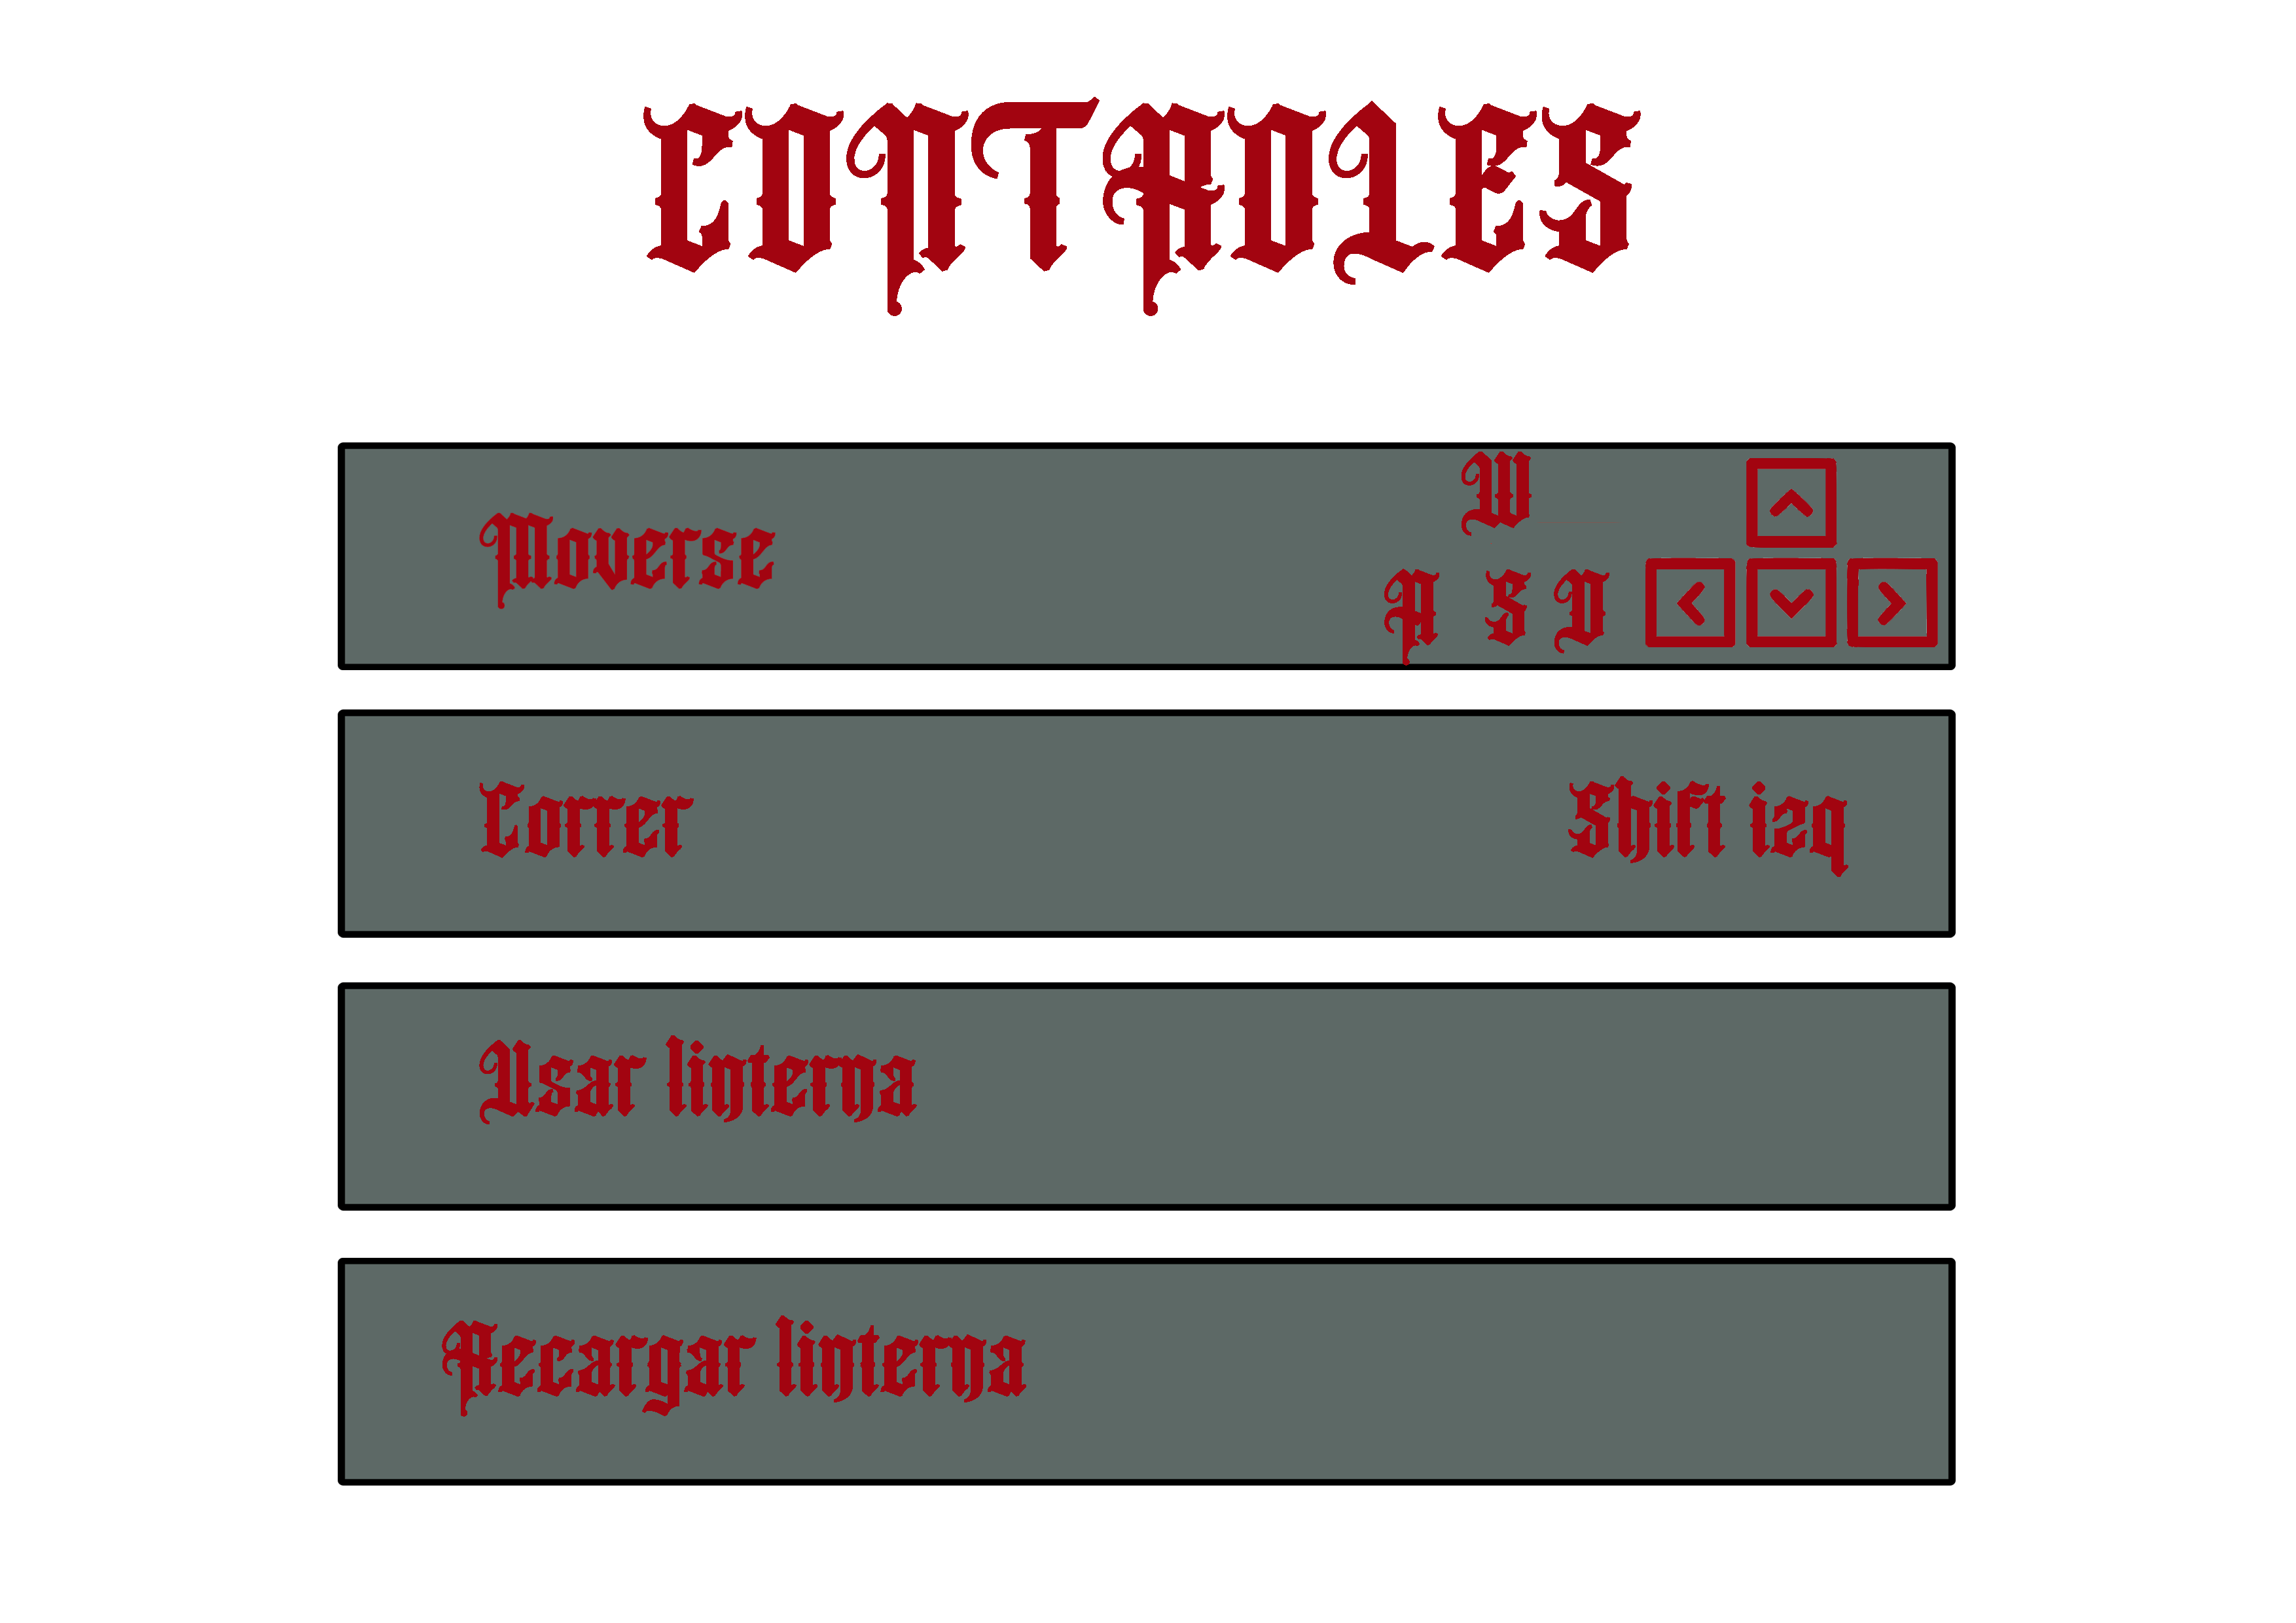 CONTROLES
Moverse
W
A S D
Correr
Shift izq
Usar linterna
Recargar linterna